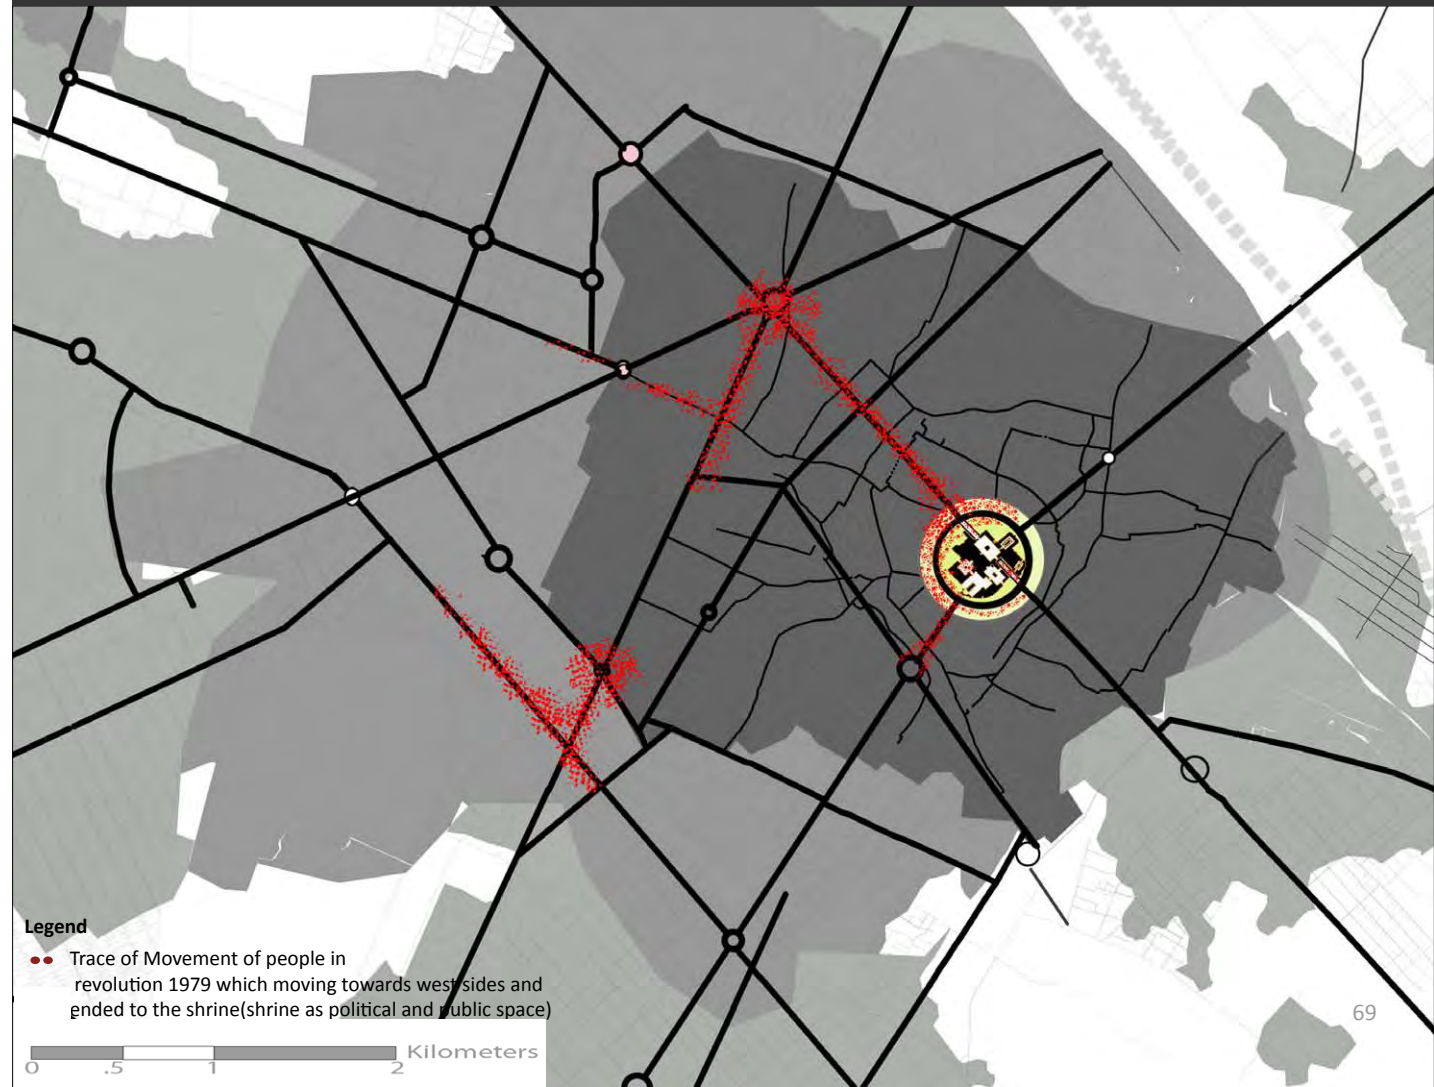 Legend
Trace of Movement of people in
revolution 1979 which moving towards west sides and
ended to the shrine(shrine as political and public space)
69
Kilometers
0 .5 1 2